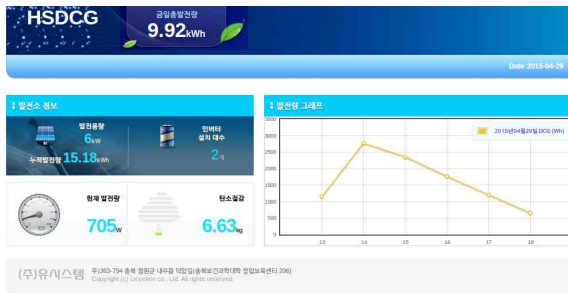 HSDCG
금일총발전량
9.92kWh
Date 2015-04-29
발전소 정보
발전용량
6kW
누적발전량 15.18kWh
인버터
설치 대수
2개
현재 발전량
705W
탄소절감
6.63kg
발전량 그래프
2015년04월29일 DCG (Wh)
3500
3000
2500
2000
1500
1000
500
0
13 14 15 16 17 18
(주)유시스템
우)363-794 충북 청원군 내수읍 덕암길(충북보건과학대학 창업보육센터 206)
Copyright (c) Usystem co., Ltd. All rights reserved.